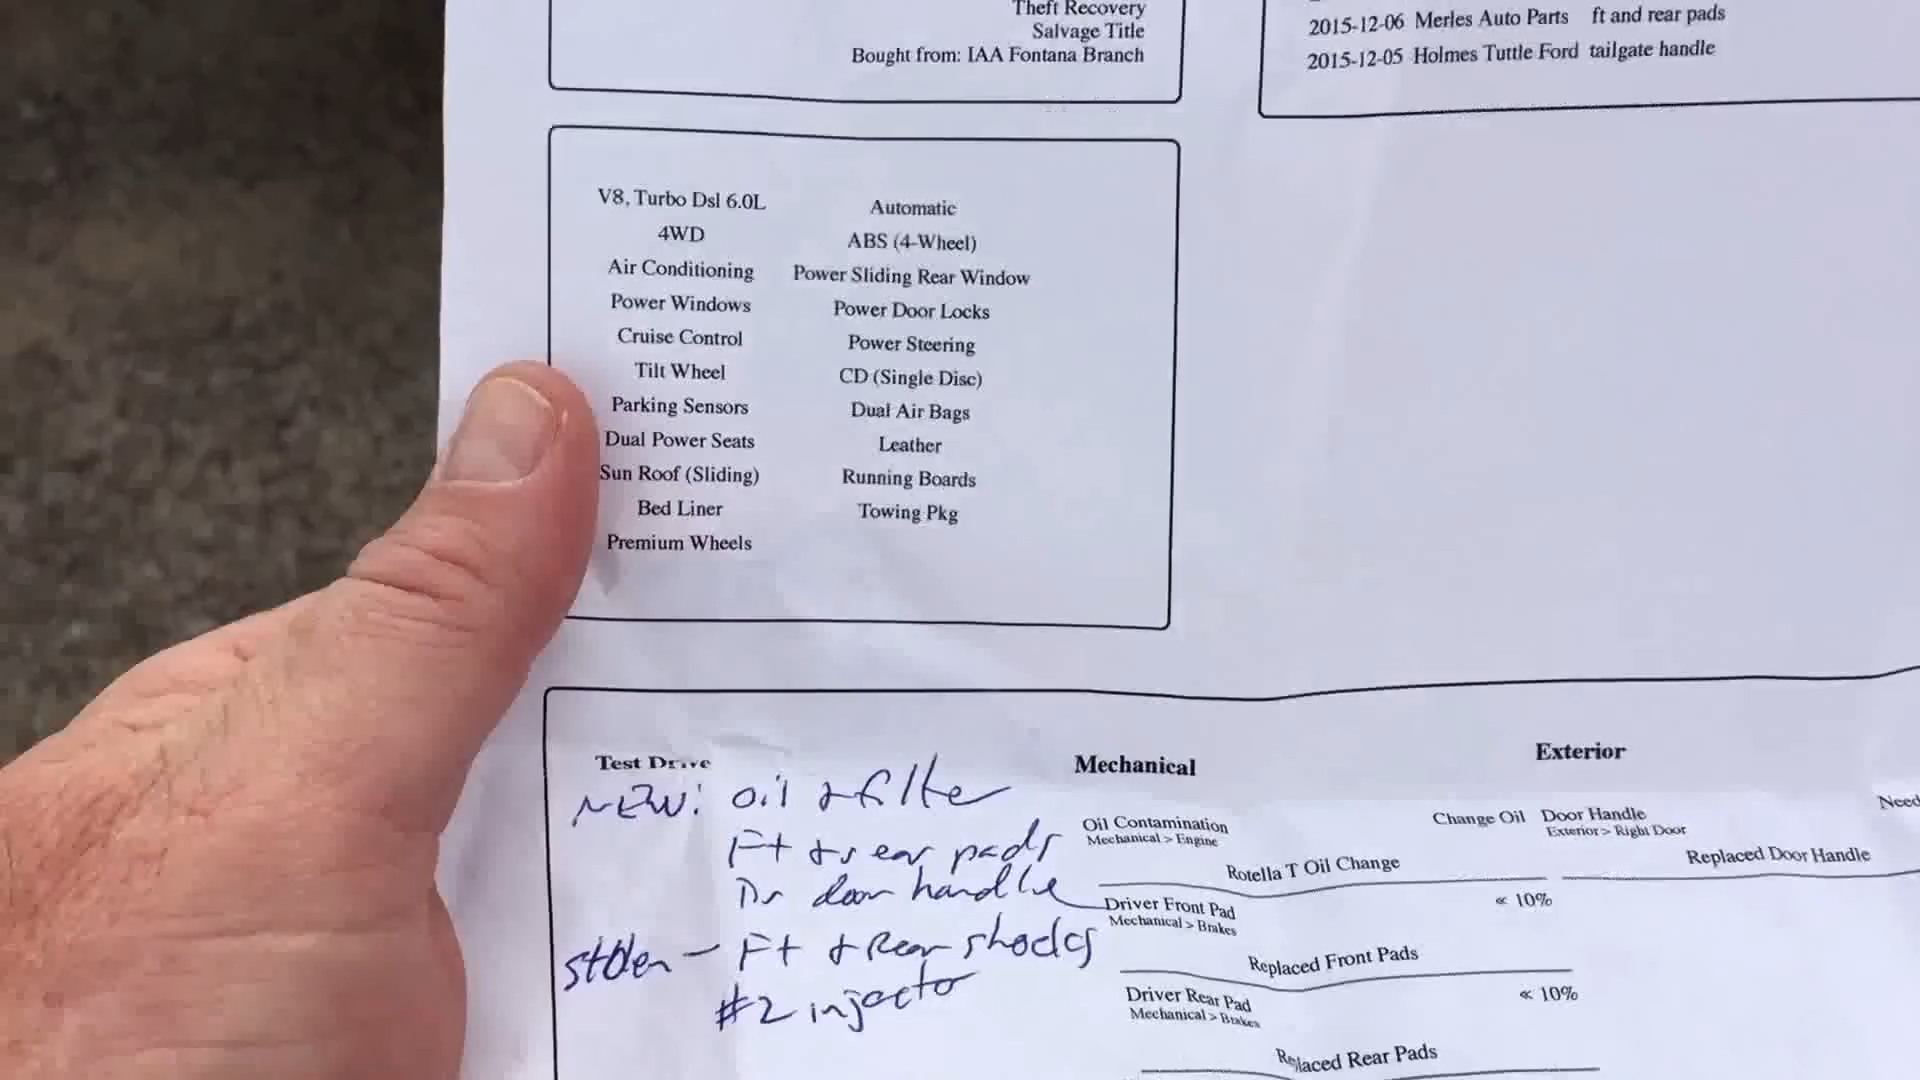 Theft Recovery
Salvage Title
Bought from: IAA Fontana Branch
2015-12-06 Merles Auto Parts ft and rear pads
2015-12-05 Holmes Tuttle Ford tailgate handle
V8, Turbo Dsl 6.0L
Automatic
4WD
ABS (4-Wheel)
Air Conditioning
Power Sliding Rear Window
Power Windows
Power Door Locks
Cruise Control
Power Steering
Tilt Wheel
CD (Single Disc)
Parking Sensors
Dual Air Bags
Dual Power Seats
Leather
Sun Roof (Sliding)
Running Boards
Bed Liner
Towing Pkg
Premium Wheels
Test Drive
NEW: oil & filter
Ft & rear pads
Dr door handle
stolen - Ft & Rear shocks
#2 injector
Mechanical
Oil Contamination
Change Oil
Mechanical > Engine
Rotella T Oil Change
Driver Front Pad
< 10%
Mechanical > Brakes
Replaced Front Pads
Driver Rear Pad
< 10%
Mechanical > Brakes
Replaced Rear Pads
Exterior
Door Handle
Need
Exterior > Right Door
Replaced Door Handle